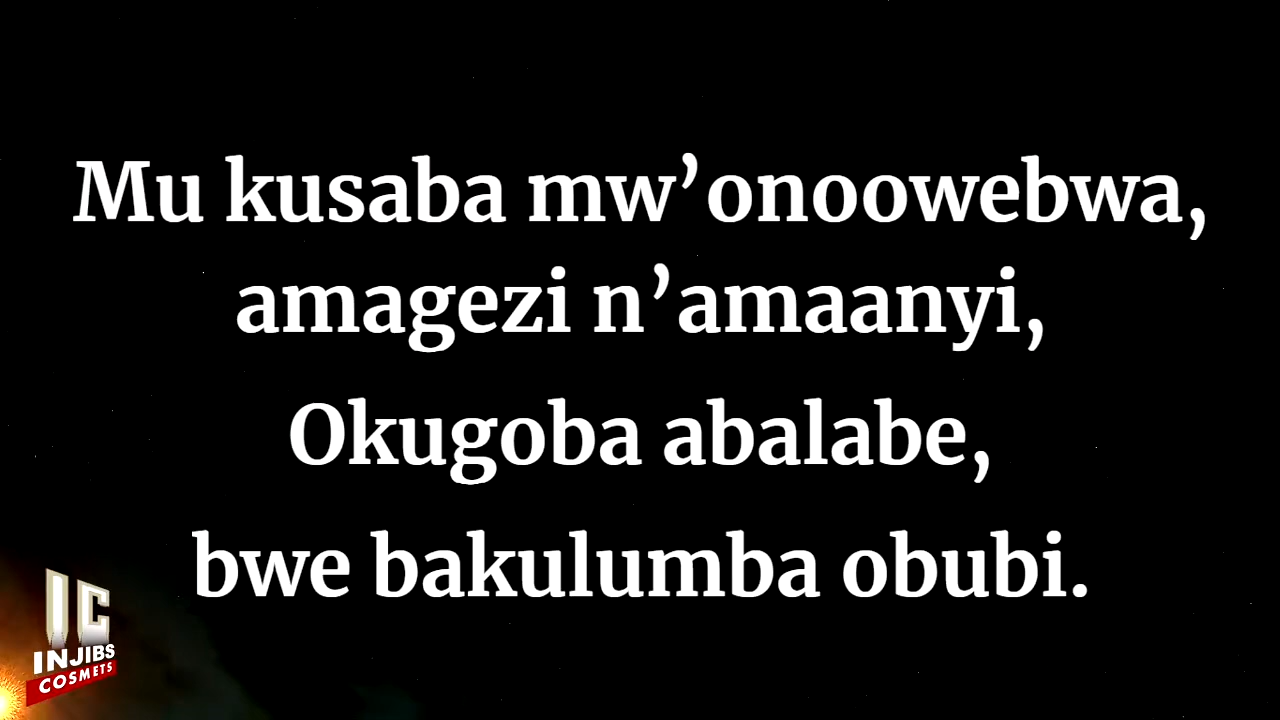 Mu kusaba mw’onoowebwa,
amagezi n’amaanyi,
Okugoba abalabe,
bwe bakulumba obubi.
IC
INJIBS
COSMETS